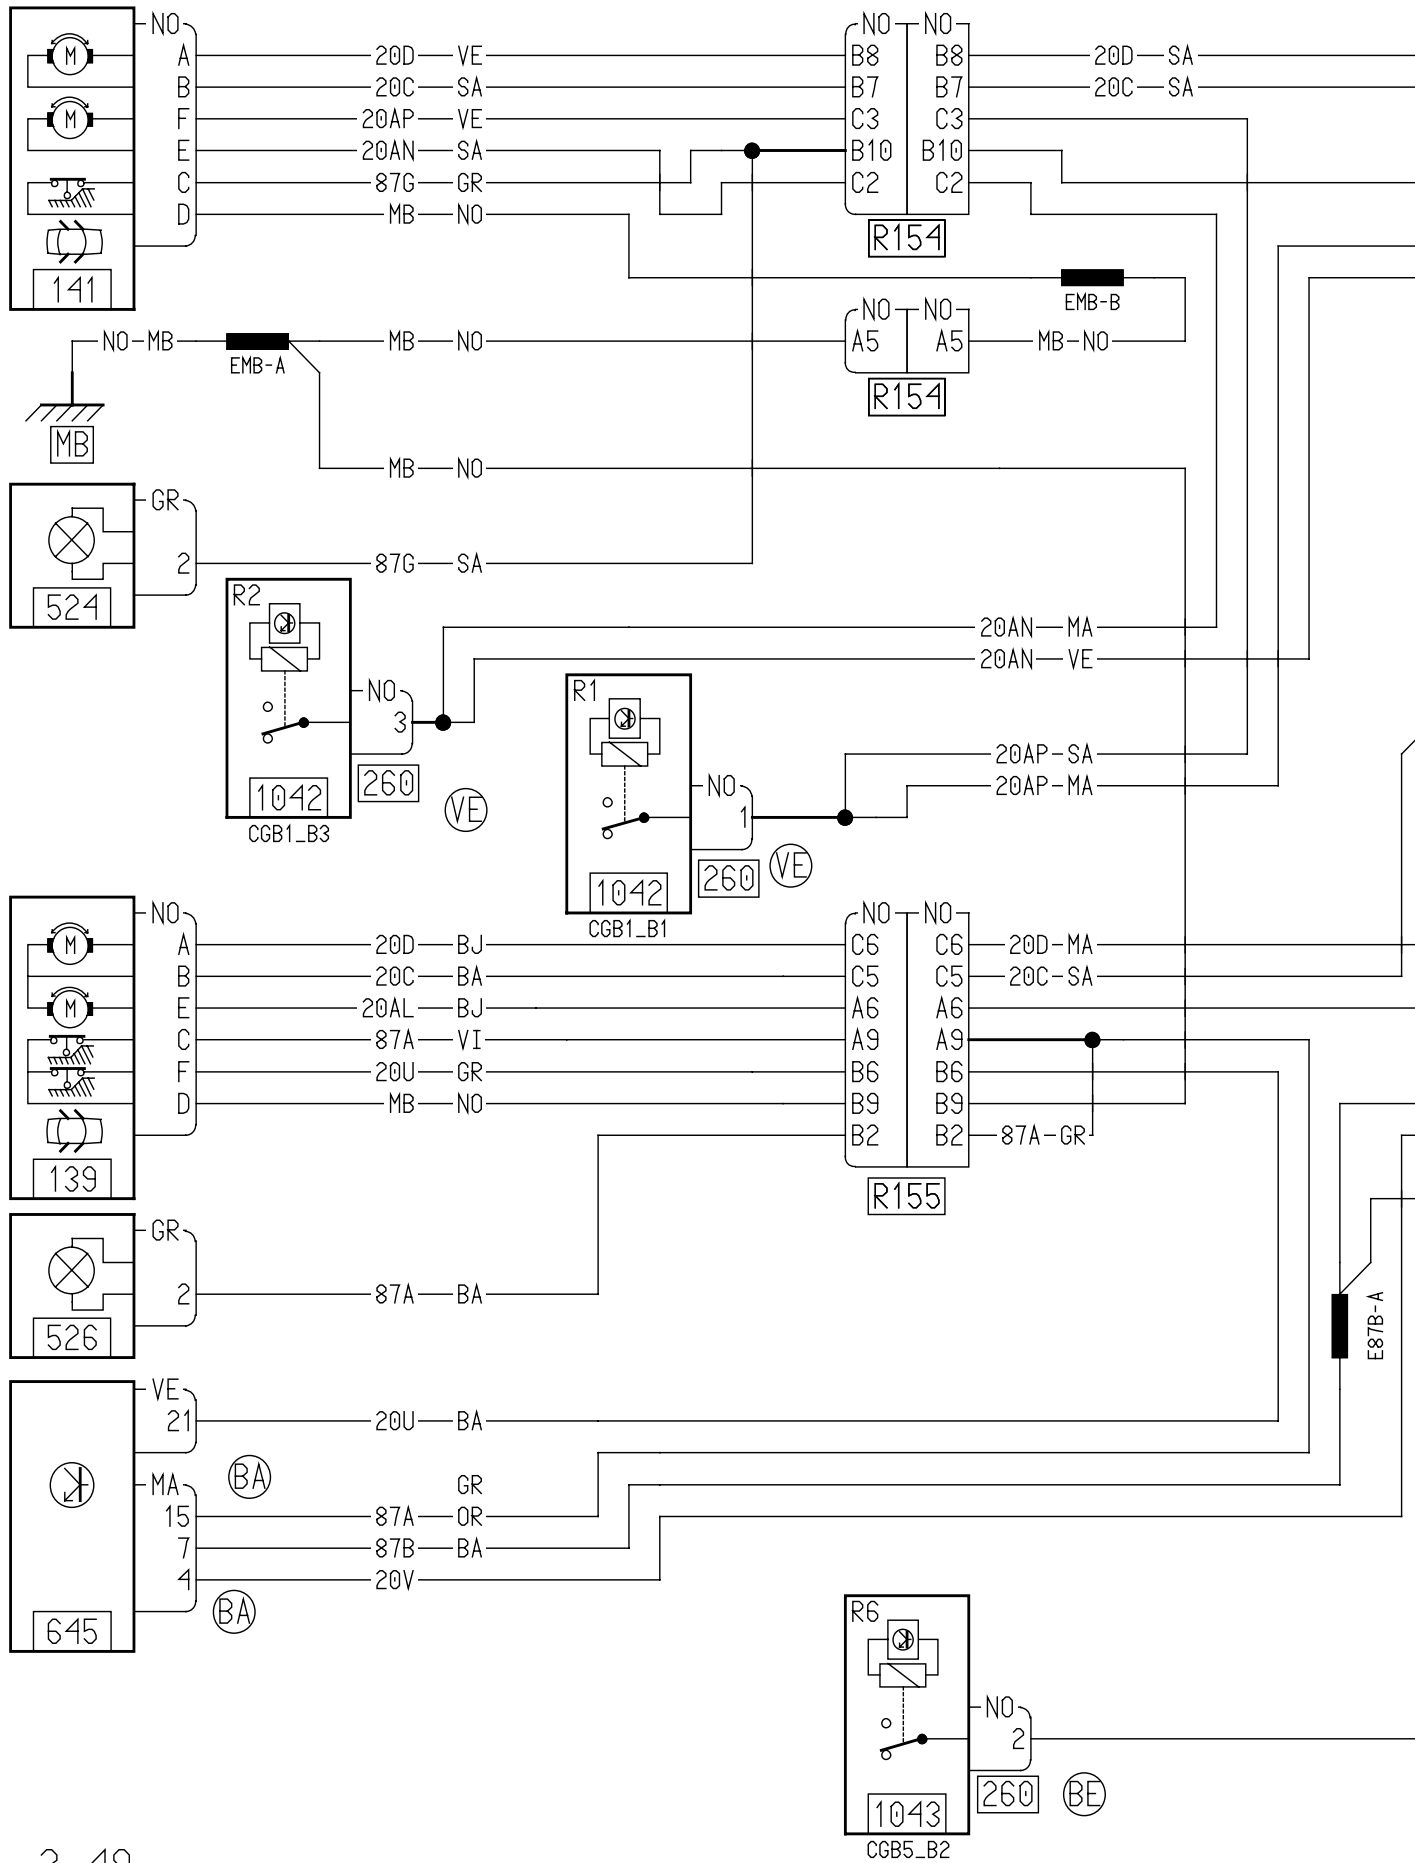 NO NO NO
M A 20D VE B8 B8 20D SA
B 20C SA B7 B7 20C SA
M F 20AP VE C3 C3
E 20AN SA B10 B10
C 87G GR C2 C2
D MB NO
R154
141
EMB-B
NO NO
NO MB MB NO A5 A5 MB NO
EMB-A
R154
MB
MB NO
GR
2 87G SA
R2
524
20AN MA
20AN VE
R1
NO
3
20AP SA
260 NO 20AP MA
1042 VE 1
CGB1_B3
260 VE
1042
NO NO NO
CGB1_B1
M A 20D BJ C6 C6 20D MA
B 20C BA C5 C5 20C SA
M E 20AL BJ A6 A6
C 87A VI A9 A9
F 20U GR B6 B6
D MB NO B9 B9
B2 B2 87A GR
139
R155
GR
2 87A BA
E87B-A
526
VE
21 20U BA
BA
MA GR
15 87A OR
7 87B BA
4 20V
BA
R6
645
NO
2
260 BE
1043
CGB5_B2